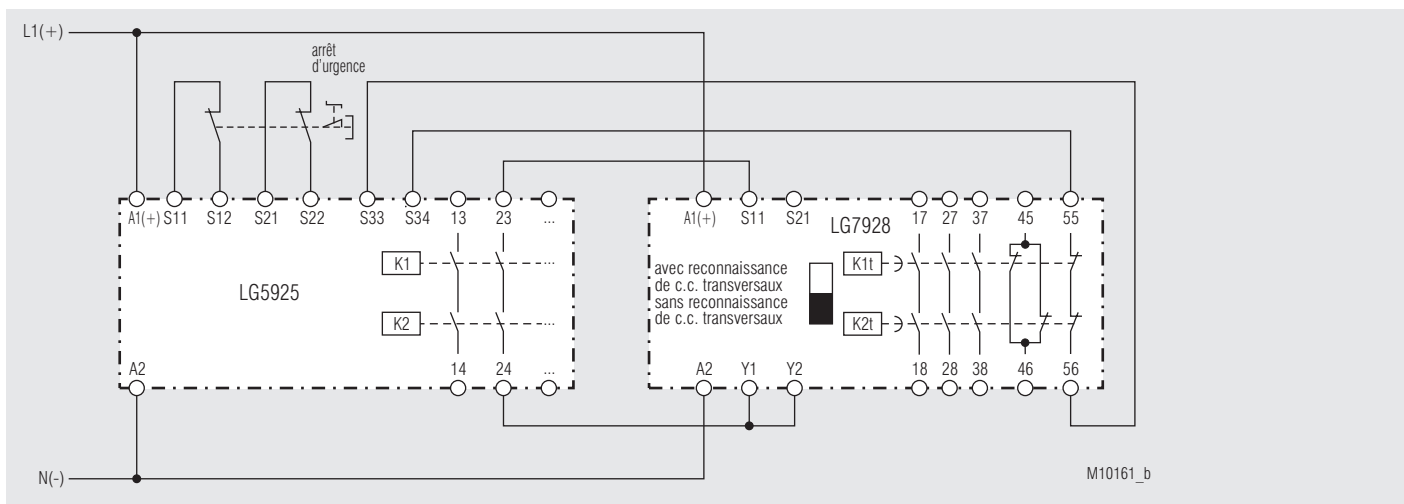 L1(+)
arrêt
d'urgence
A1(+) S11 S12 S21 S22 S33 S34 13 23 ...
A1(+) S11 S21 17 27 37 45 55
LG7928
K1 ...
avec reconnaissance
de c.c. transversaux
sans reconnaissance
de c.c. transversaux
K1t
LG5925
K2 ...
K2t
A2 14 24 ...
A2 Y1 Y2 18 28 38 46 56
N(-)
M10161_b